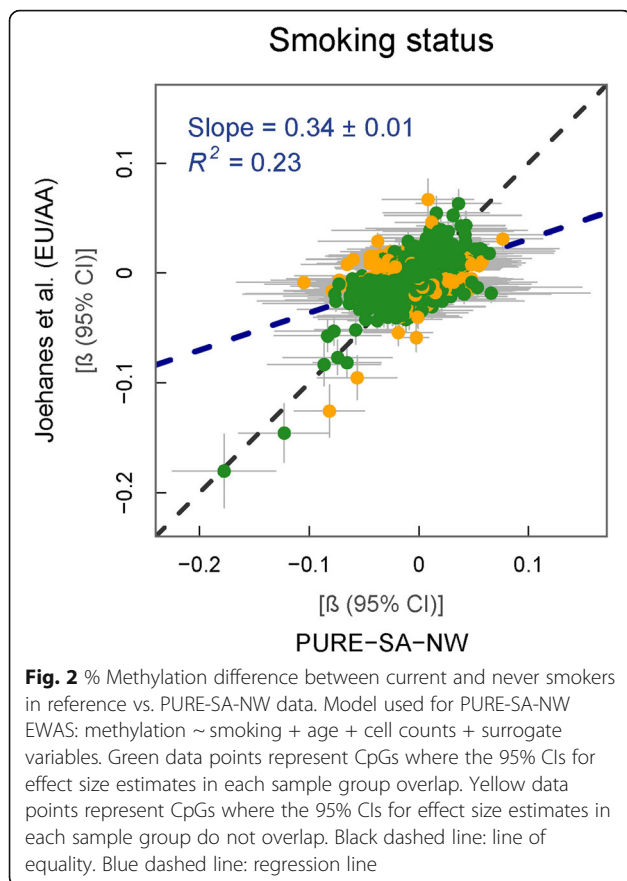 Smoking status
Slope = 0.34 ± 0.01
R² = 0.23
Joehanes et al. (EU/AA)
[ß (95% CI)]
0.1
0
−0.1
−0.2
−0.2 −0.1 0 0.1
[ß (95% CI)]
PURE−SA−NW
Fig. 2 % Methylation difference between current and never smokers
in reference vs. PURE-SA-NW data. Model used for PURE-SA-NW
EWAS: methylation ~ smoking + age + cell counts + surrogate
variables. Green data points represent CpGs where the 95% CIs for
effect size estimates in each sample group overlap. Yellow data
points represent CpGs where the 95% CIs for effect size estimates in
each sample group do not overlap. Black dashed line: line of
equality. Blue dashed line: regression line